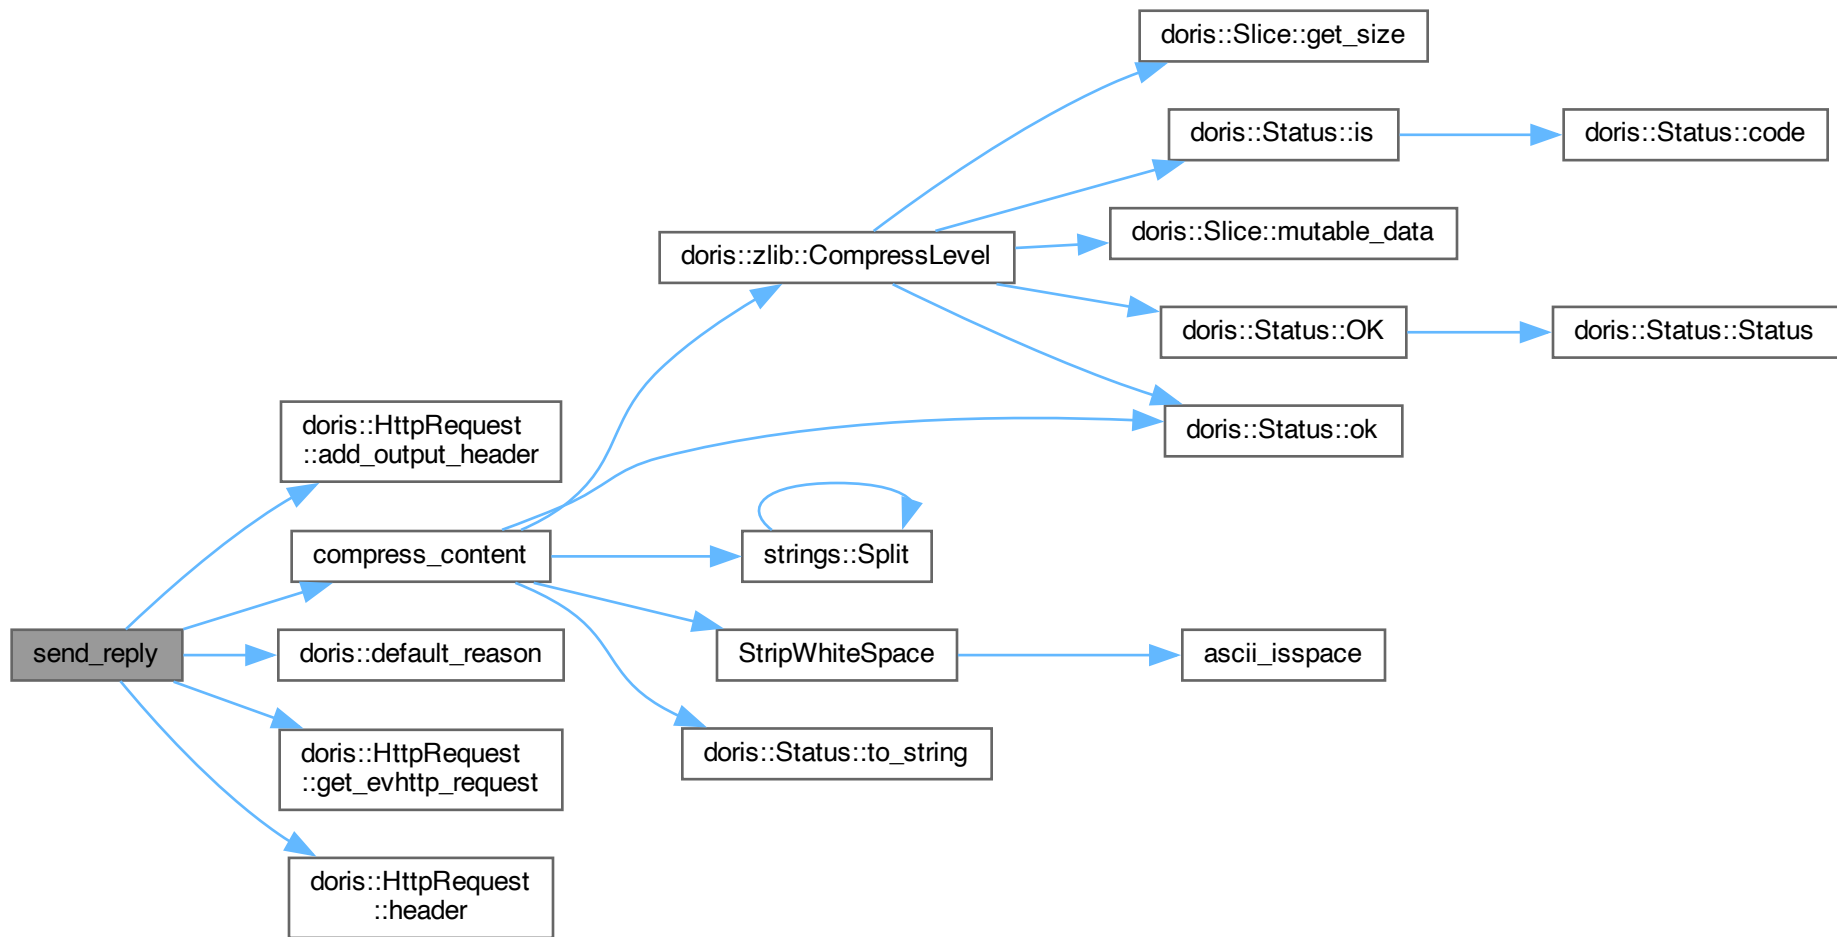 send_reply
doris::HttpRequest
::add_output_header
compress_content
doris::default_reason
doris::HttpRequest
::get_evhttp_request
doris::HttpRequest
::header
doris::zlib::CompressLevel
strings::Split
StripWhiteSpace
doris::Status::to_string
doris::Slice::get_size
doris::Status::is
doris::Slice::mutable_data
doris::Status::OK
doris::Status::ok
ascii_isspace
doris::Status::code
doris::Status::Status